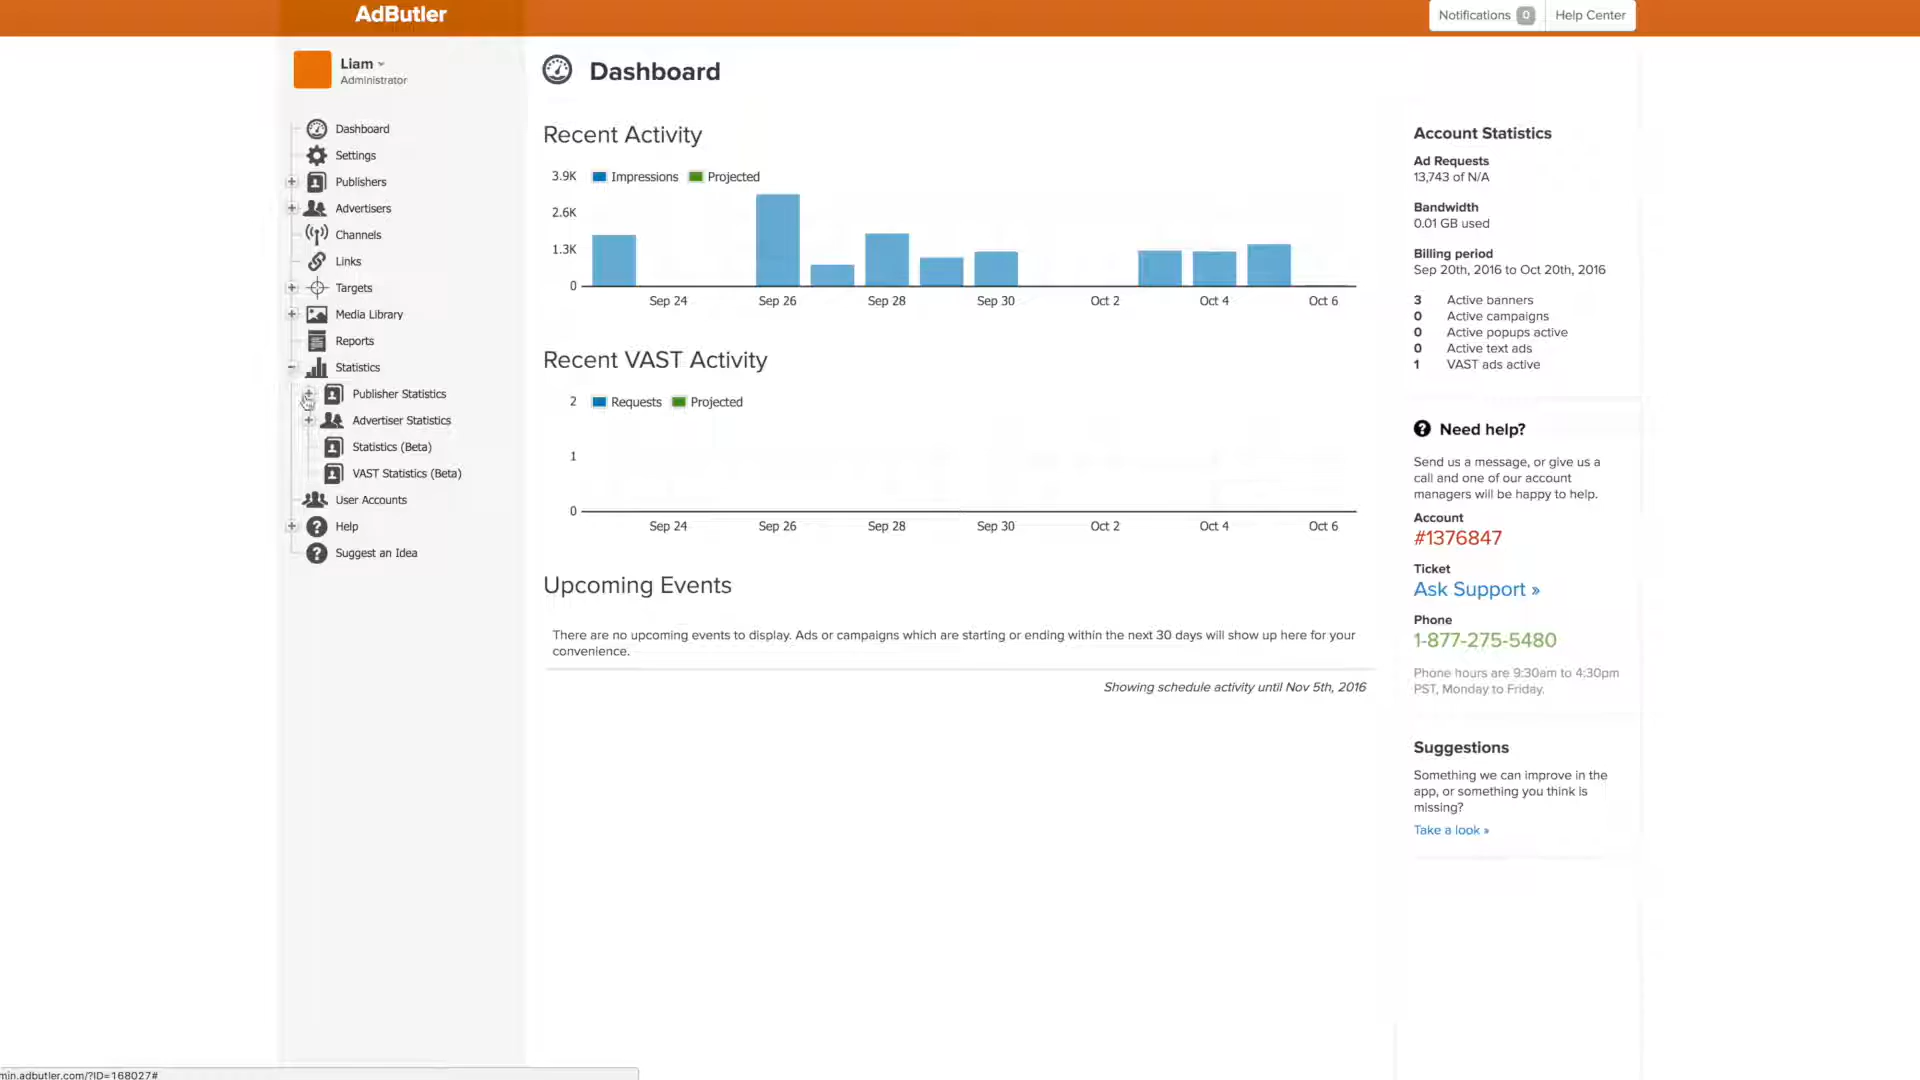 AdButler
Notifications 0
Help Center
Liam
Administrator
Dashboard
Settings
Publishers
Advertisers
Channels
Links
Targets
Media Library
Reports
Statistics
Publisher Statistics
Advertiser Statistics
Statistics (Beta)
VAST Statistics (Beta)
User Accounts
Help
Suggest an Idea
Dashboard
Recent Activity
3.9K
Impressions Projected
2.6K
1.3K
0
Sep 24 Sep 26 Sep 28 Sep 30 Oct 2 Oct 4 Oct 6
Recent VAST Activity
2
Requests Projected
1
0
Sep 24 Sep 26 Sep 28 Sep 30 Oct 2 Oct 4 Oct 6
Upcoming Events
There are no upcoming events to display. Ads or campaigns which are starting or ending within the next 30 days will show up here for your
convenience.
Showing schedule activity until Nov 5th, 2016
Account Statistics
Ad Requests
13,743 of N/A
Bandwidth
0.01 GB used
Billing period
Sep 20th, 2016 to Oct 20th, 2016
3 Active banners
0 Active campaigns
0 Active popups active
0 Active text ads
1 VAST ads active
Need help?
Send us a message, or give us a
call and one of our account
managers will be happy to help.
Account
#1376847
Ticket
Ask Support »
Phone
1-877-275-5480
Phone hours are 9:30am to 4:30pm
PST, Monday to Friday.
Suggestions
Something we can improve in the
app, or something you think is
missing?
Take a look »
min.adbutler.com/?ID=168027#